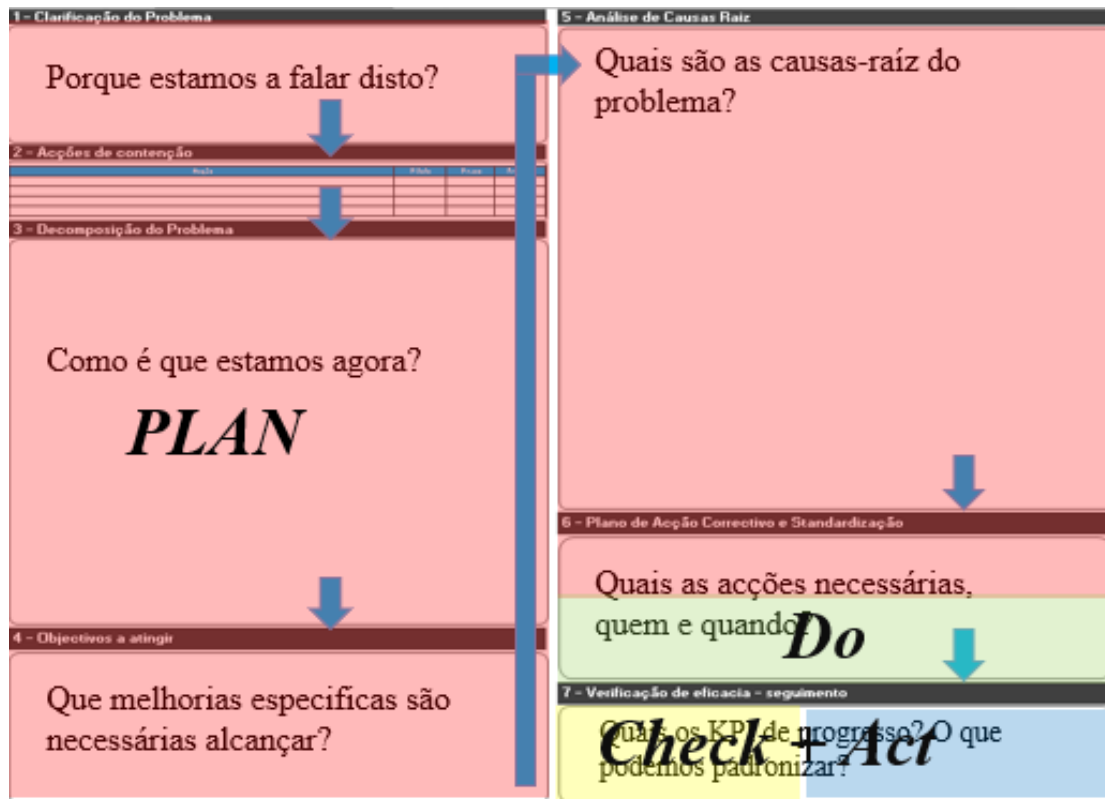 1 - Clarificação do Problema
Porque estamos a falar disto?
2 - Acções de contenção
3 - Decomposição do Problema
Como é que estamos agora?
PLAN
4 - Objectivos a atingir
Que melhorias especificas são
necessárias alcançar?
5 - Análise de Causas Raiz
Quais são as causas-raíz do
problema?
6 - Plano de Acção Correctivo e Standardização
Quais as acções necessárias,
quem e quando?
Do
7 - Verificação de eficacia - seguimento
Quais os KPI de progresso? O que
podemos padronizar?
Check + Act